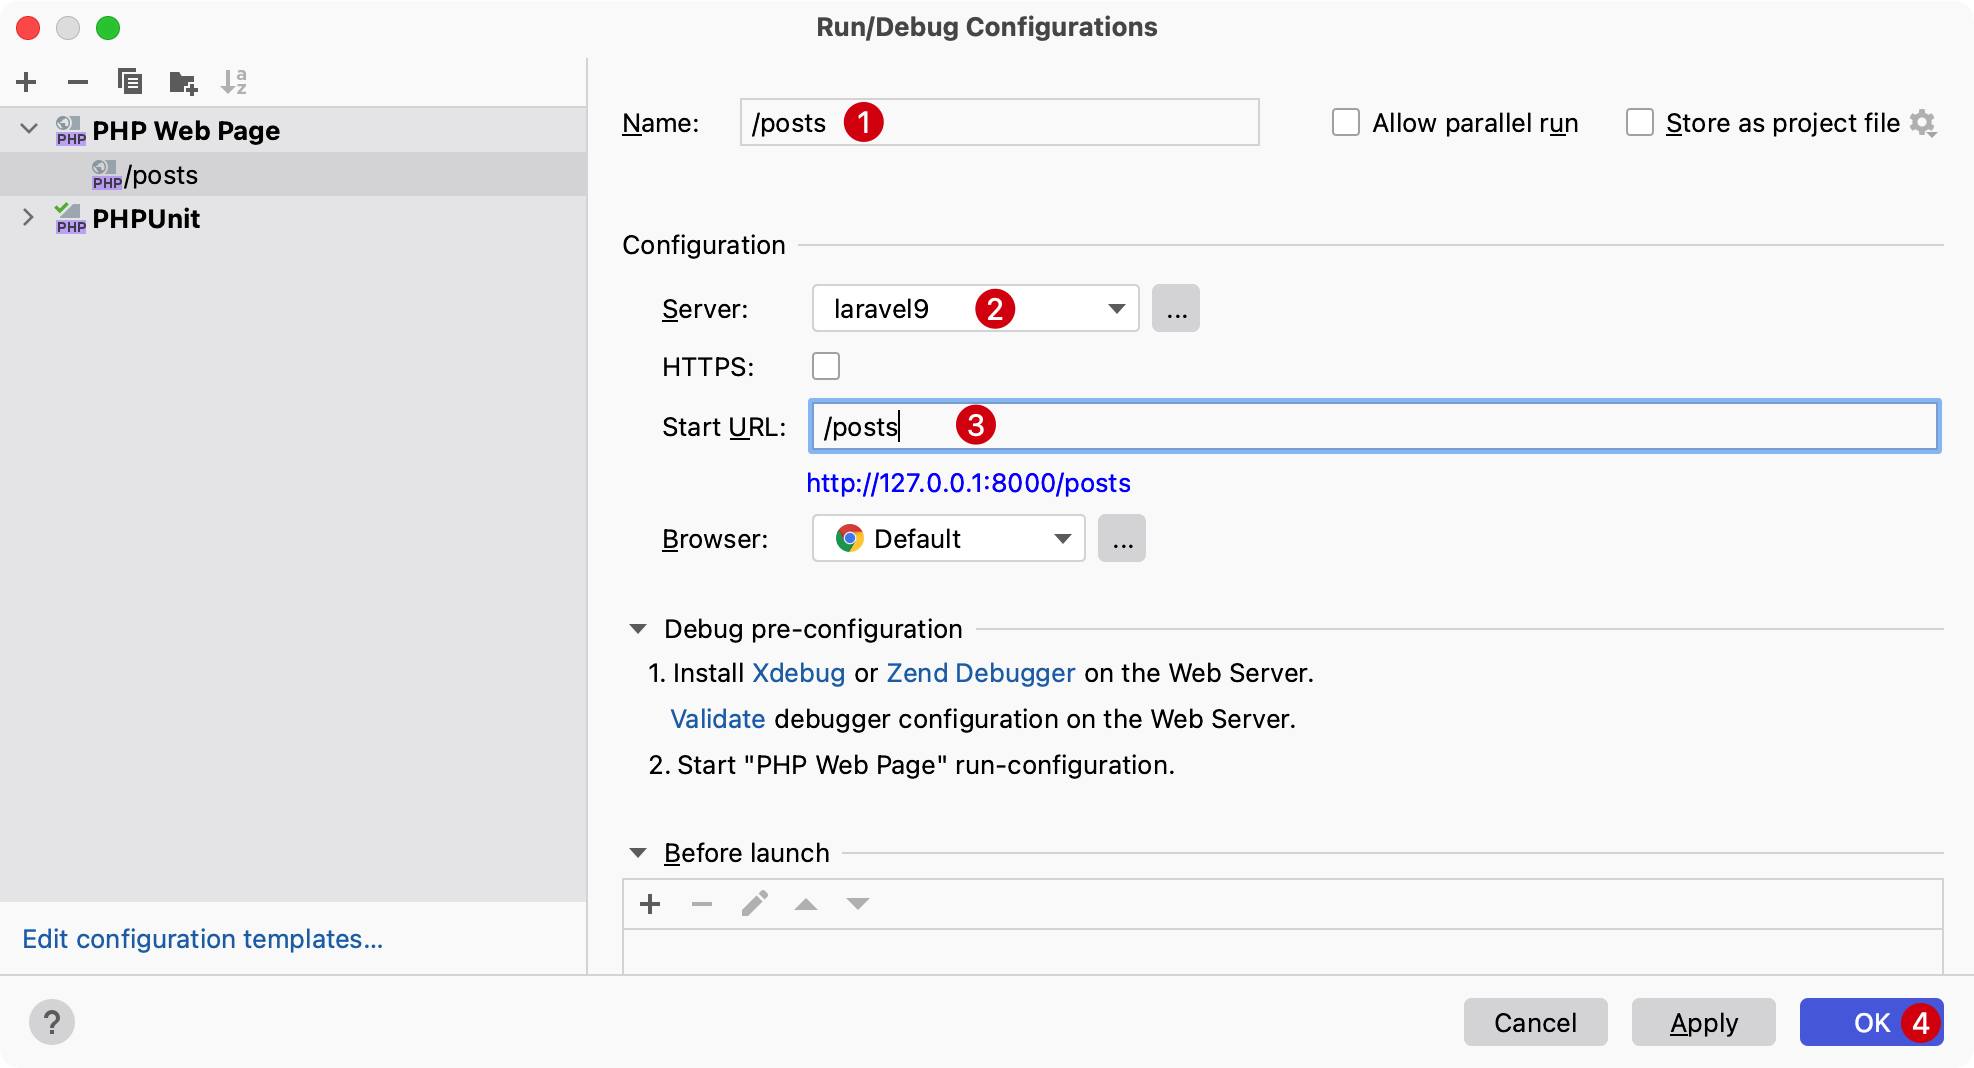 Run/Debug Configurations
PHP PHP Web Page
PHP /posts
PHP PHPUnit
Edit configuration templates...
Name: /posts 1 Allow parallel run Store as project file
Configuration
Server: laravel9 2 ...
HTTPS:
Start URL: /posts 3
http://127.0.0.1:8000/posts
Browser: Default ...
Debug pre-configuration
1. Install Xdebug or Zend Debugger on the Web Server.
Validate debugger configuration on the Web Server.
2. Start "PHP Web Page" run-configuration.
Before launch
? Cancel Apply OK 4